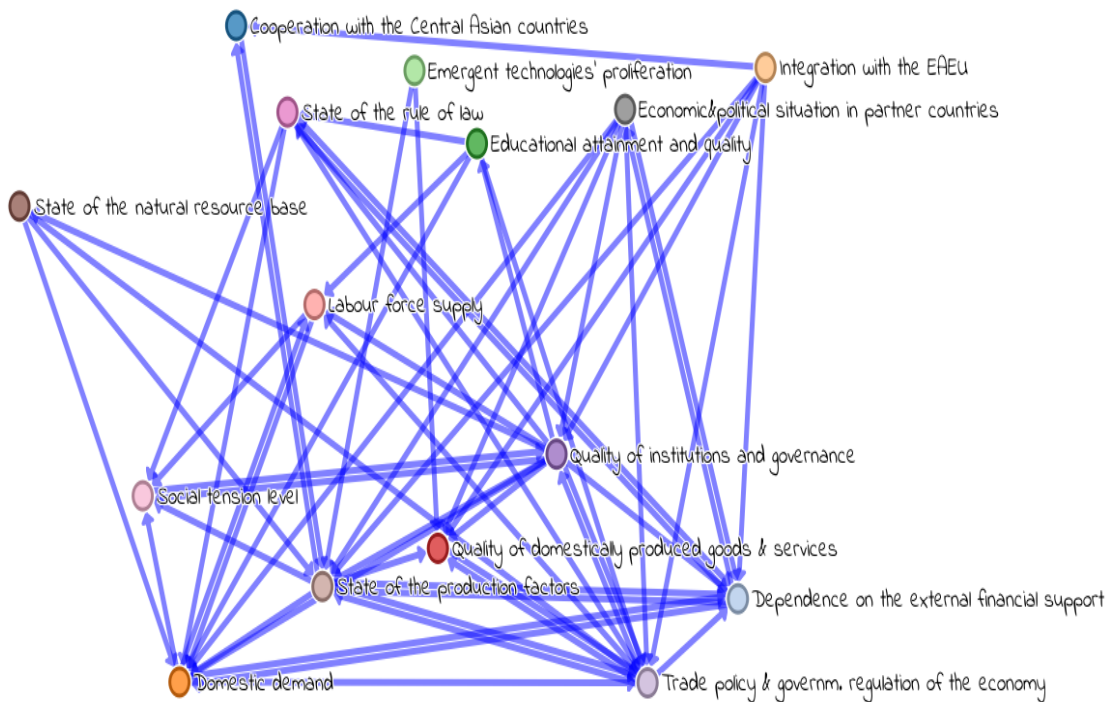 Cooperation with the Central Asian countries
Emergent technologies' proliferation
Integration with the EAEU
State of the rule of law
Economic&political situation in partner countries
Educational attainment and quality
State of the natural resource base
Labour force supply
Quality of institutions and governance
Social tension level
Quality of domestically produced goods & services
State of the production factors
Dependence on the external financial support
Domestic demand
Trade policy & governm. regulation of the economy